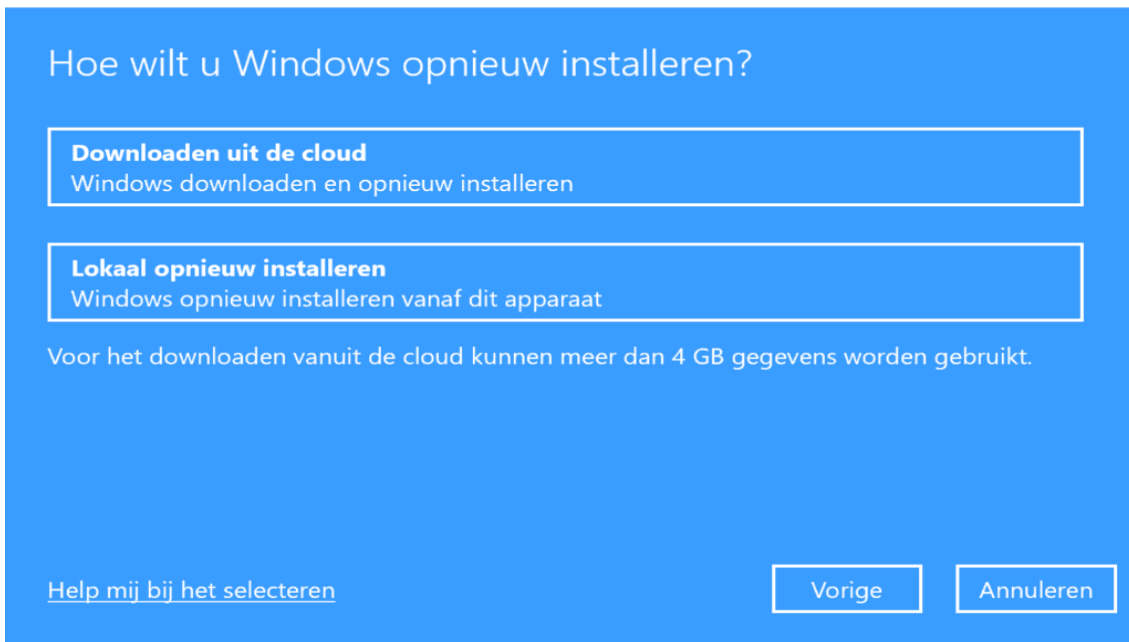 Hoe wilt u Windows opnieuw installeren?
Downloaden uit de cloud
Windows downloaden en opnieuw installeren
Lokaal opnieuw installeren
Windows opnieuw installeren vanaf dit apparaat
Voor het downloaden vanuit de cloud kunnen meer dan 4 GB gegevens worden gebruikt.
Help mij bij het selecteren
Vorige
Annuleren